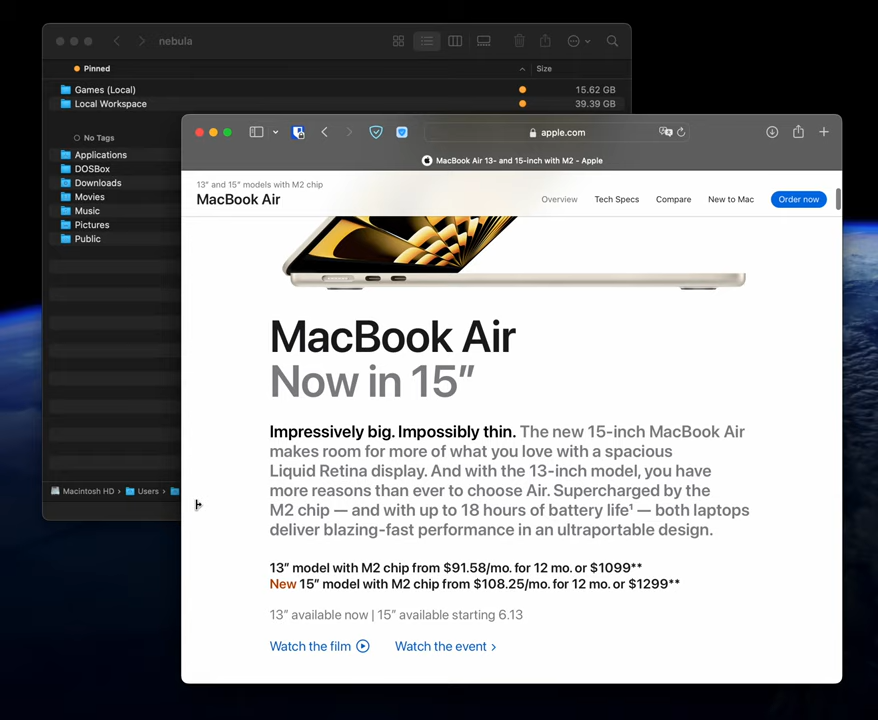 nebula
Pinned
Size
Games (Local)
15.62 GB
Local Workspace
39.39 GB
No Tags
Applications
DOSBox
Downloads
Movies
Music
Pictures
Public
Macintosh HD › Users ›
apple.com
MacBook Air 13- and 15-inch with M2 - Apple
13” and 15” models with M2 chip
MacBook Air
Overview Tech Specs Compare New to Mac Order now
MacBook Air
Now in 15”
Impressively big. Impossibly thin. The new 15-inch MacBook Air
makes room for more of what you love with a spacious
Liquid Retina display. And with the 13-inch model, you have
more reasons than ever to choose Air. Supercharged by the
M2 chip — and with up to 18 hours of battery life¹ — both laptops
deliver blazing-fast performance in an ultraportable design.
13” model with M2 chip from $91.58/mo. for 12 mo. or $1099**
New 15” model with M2 chip from $108.25/mo. for 12 mo. or $1299**
13” available now | 15” available starting 6.13
Watch the film
Watch the event ›